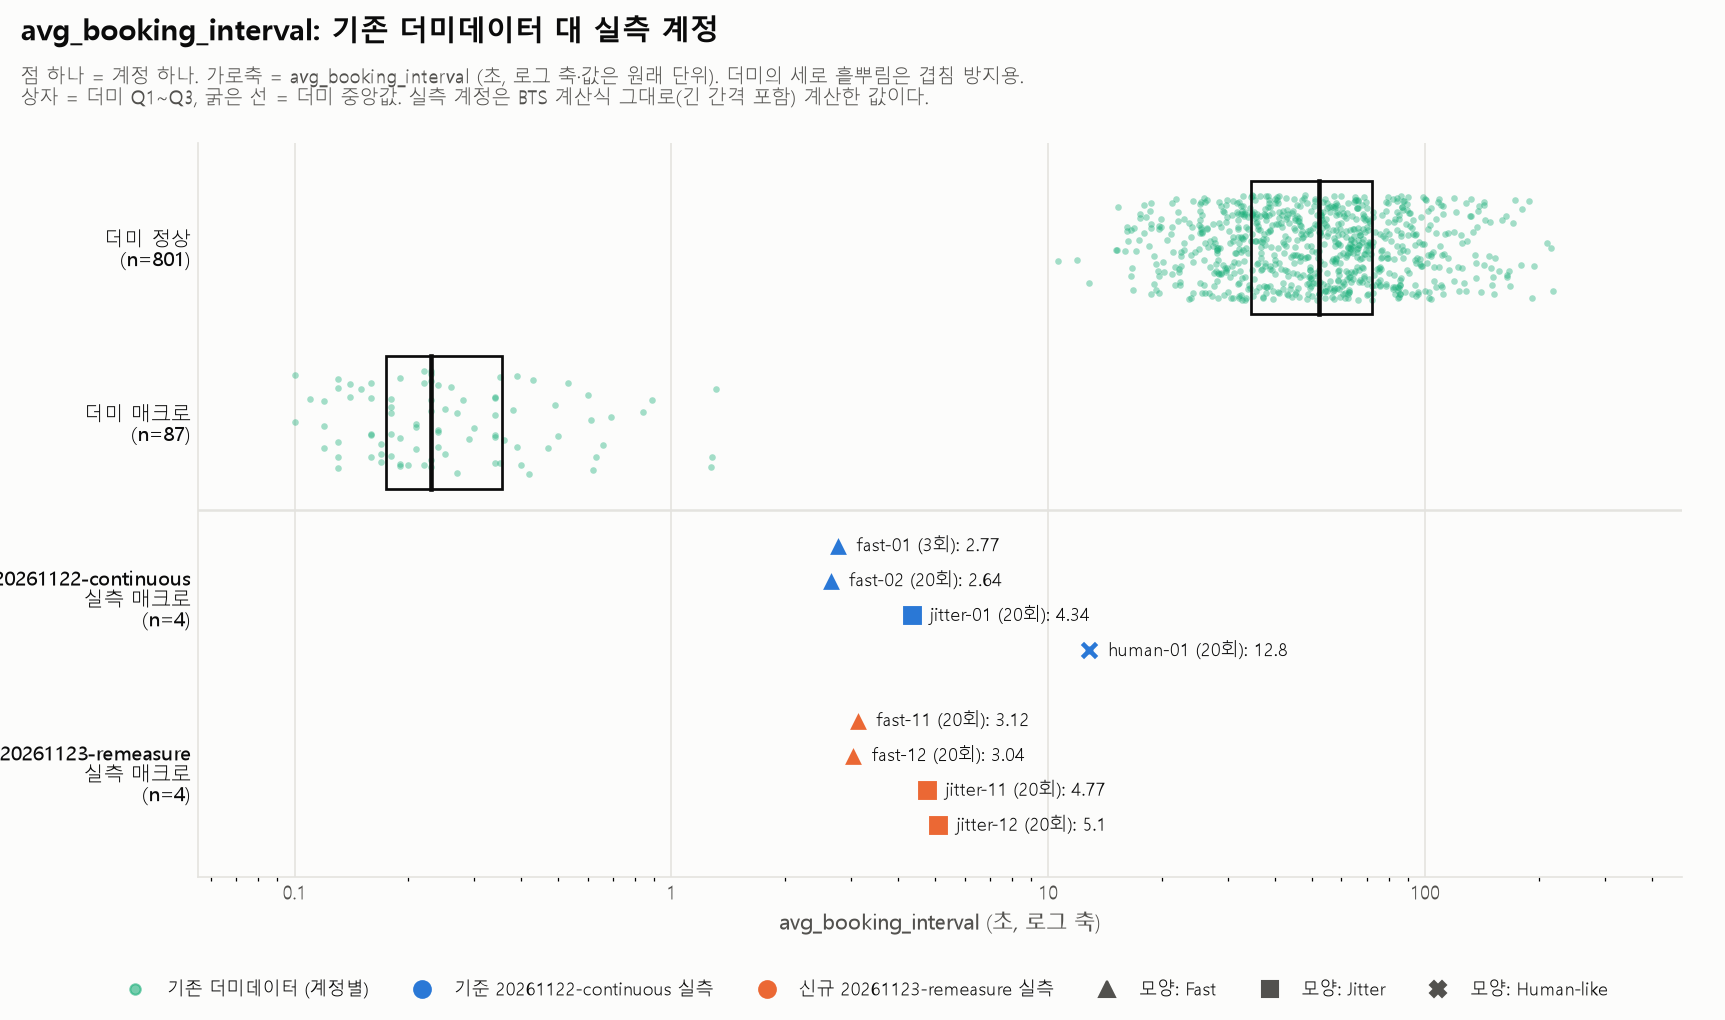 avg_booking_interval: 기존 더미데이터 대 실측 계정
점 하나 = 계정 하나. 가로축 = avg_booking_interval (초, 로그 축·값은 원래 단위). 더미의 세로 흩뿌림은 겹침 방지용.
상자 = 더미 Q1~Q3, 굵은 선 = 더미 중앙값. 실측 계정은 BTS 계산식 그대로(긴 간격 포함) 계산한 값이다.
더미 정상
(n=801)
더미 매크로
(n=87)
20261122-continuous
실측 매크로
(n=4)
fast-01 (3회): 2.77
fast-02 (20회): 2.64
jitter-01 (20회): 4.34
human-01 (20회): 12.8
20261123-remeasure
실측 매크로
(n=4)
fast-11 (20회): 3.12
fast-12 (20회): 3.04
jitter-11 (20회): 4.77
jitter-12 (20회): 5.1
0.1
1
10
100
avg_booking_interval (초, 로그 축)
기존 더미데이터 (계정별)
기준 20261122-continuous 실측
신규 20261123-remeasure 실측
모양: Fast
모양: Jitter
모양: Human-like